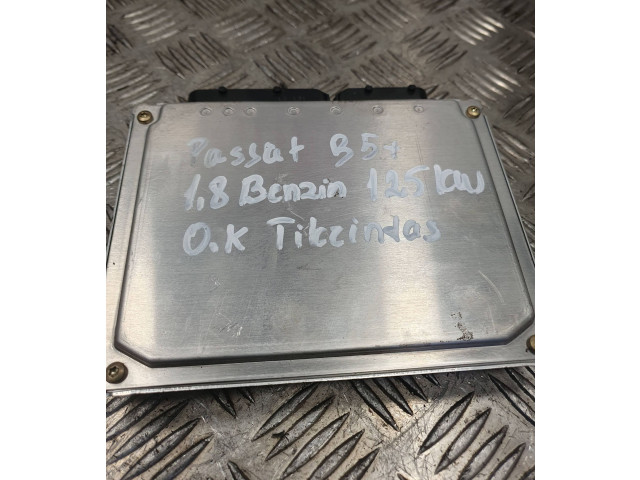 Passat B5+
1.8 Benzin 125 kW
O.K Tikrintas